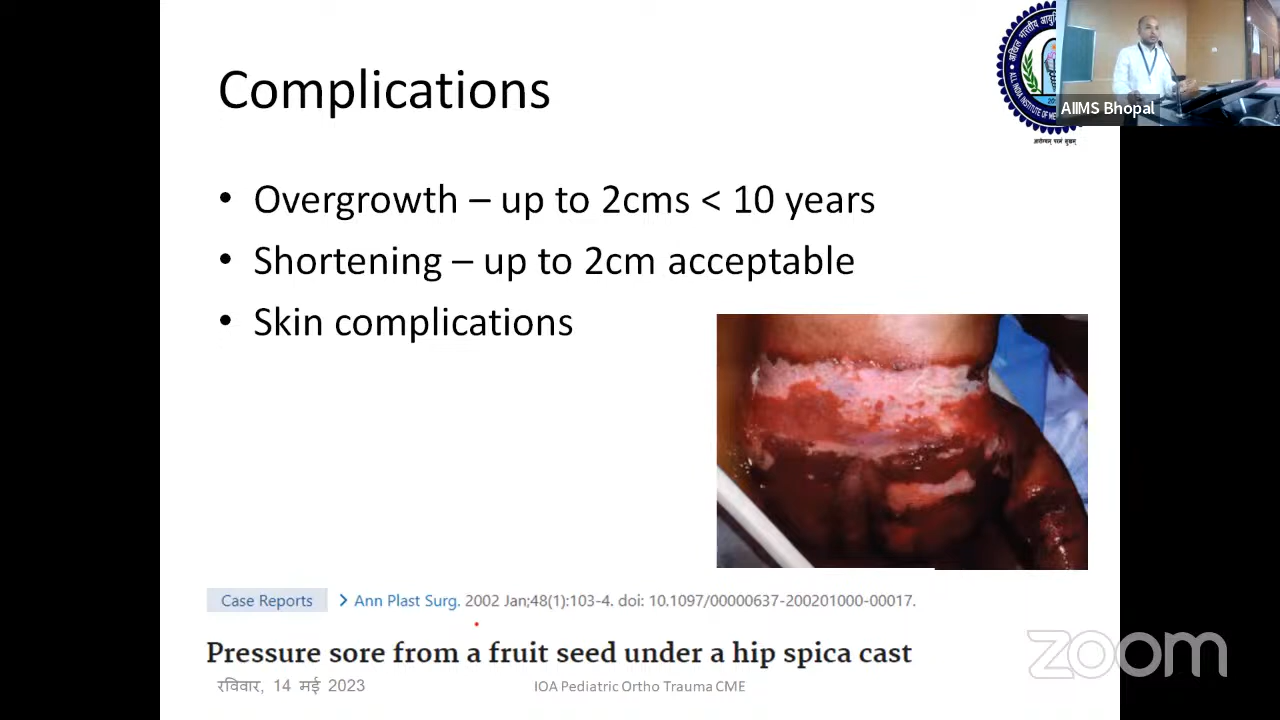 Complications
AIIMS Bhopal
• Overgrowth – up to 2cms < 10 years
• Shortening – up to 2cm acceptable
• Skin complications
Case Reports > Ann Plast Surg. 2002 Jan;48(1):103-4. doi: 10.1097/00000637-200201000-00017.
Pressure sore from a fruit seed under a hip spica cast
रविवार, 14 मई 2023
IOA Pediatric Ortho Trauma CME
zoom